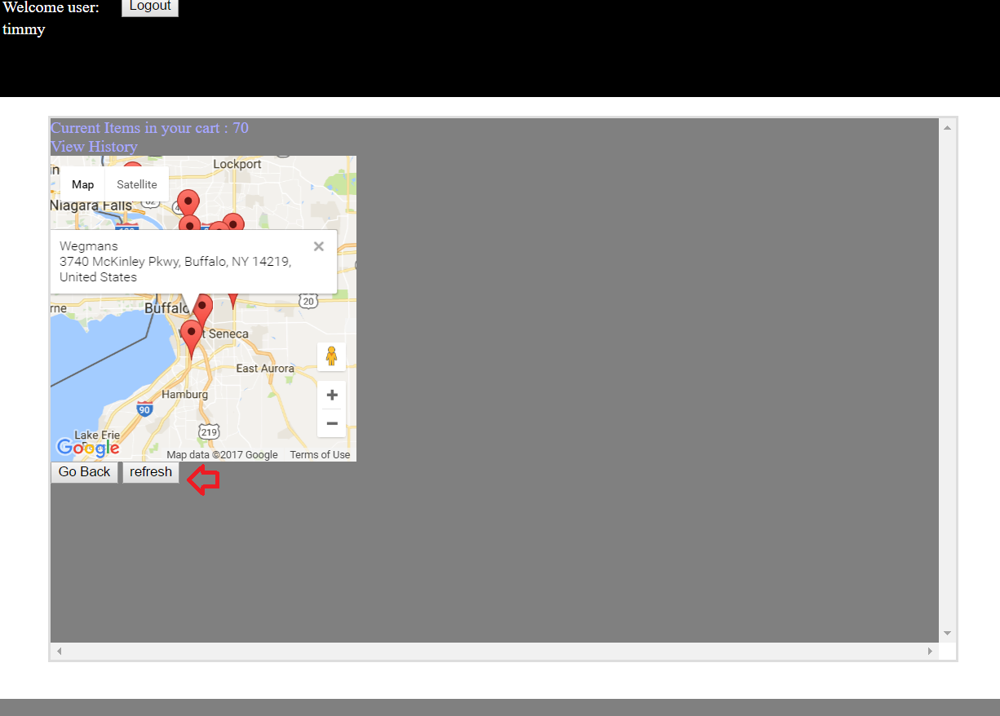 Welcome user:
Logout
timmy
Current Items in your cart : 70
View History
Lockport
Map
Satellite
Niagara Falls
Wegmans
3740 McKinley Pkwy, Buffalo, NY 14219,
United States
20
Buffalo
Seneca
East Aurora
Hamburg
90
219
Lake Erie
Google
Map data ©2017 Google
Terms of Use
Go Back
refresh